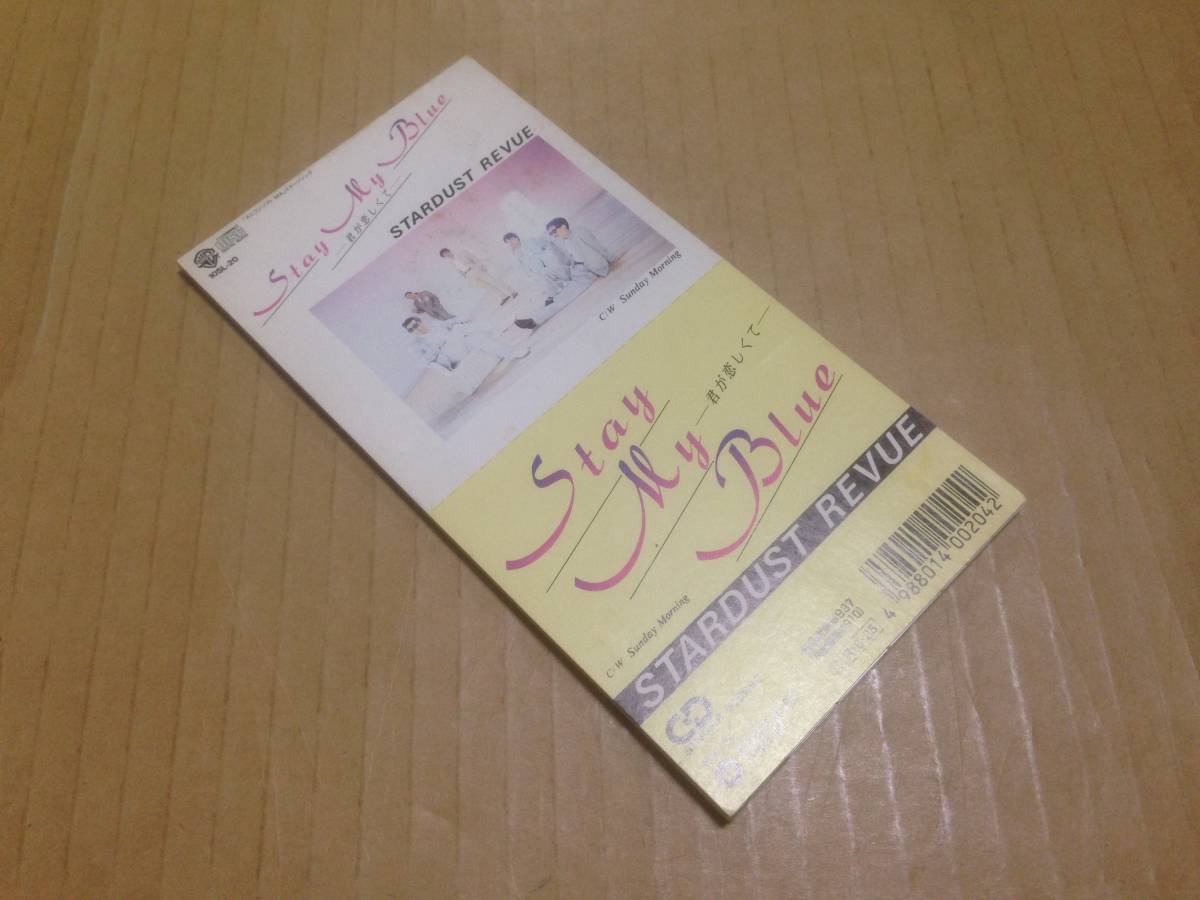 10SL-20
Stay My Blue
―君が恋しくて―
STARDUST REVUE
C/W Sunday Morning
Stay
My
Blue
―君が恋しくて―
C/W Sunday Morning
STARDUST REVUE
4 988014 002042